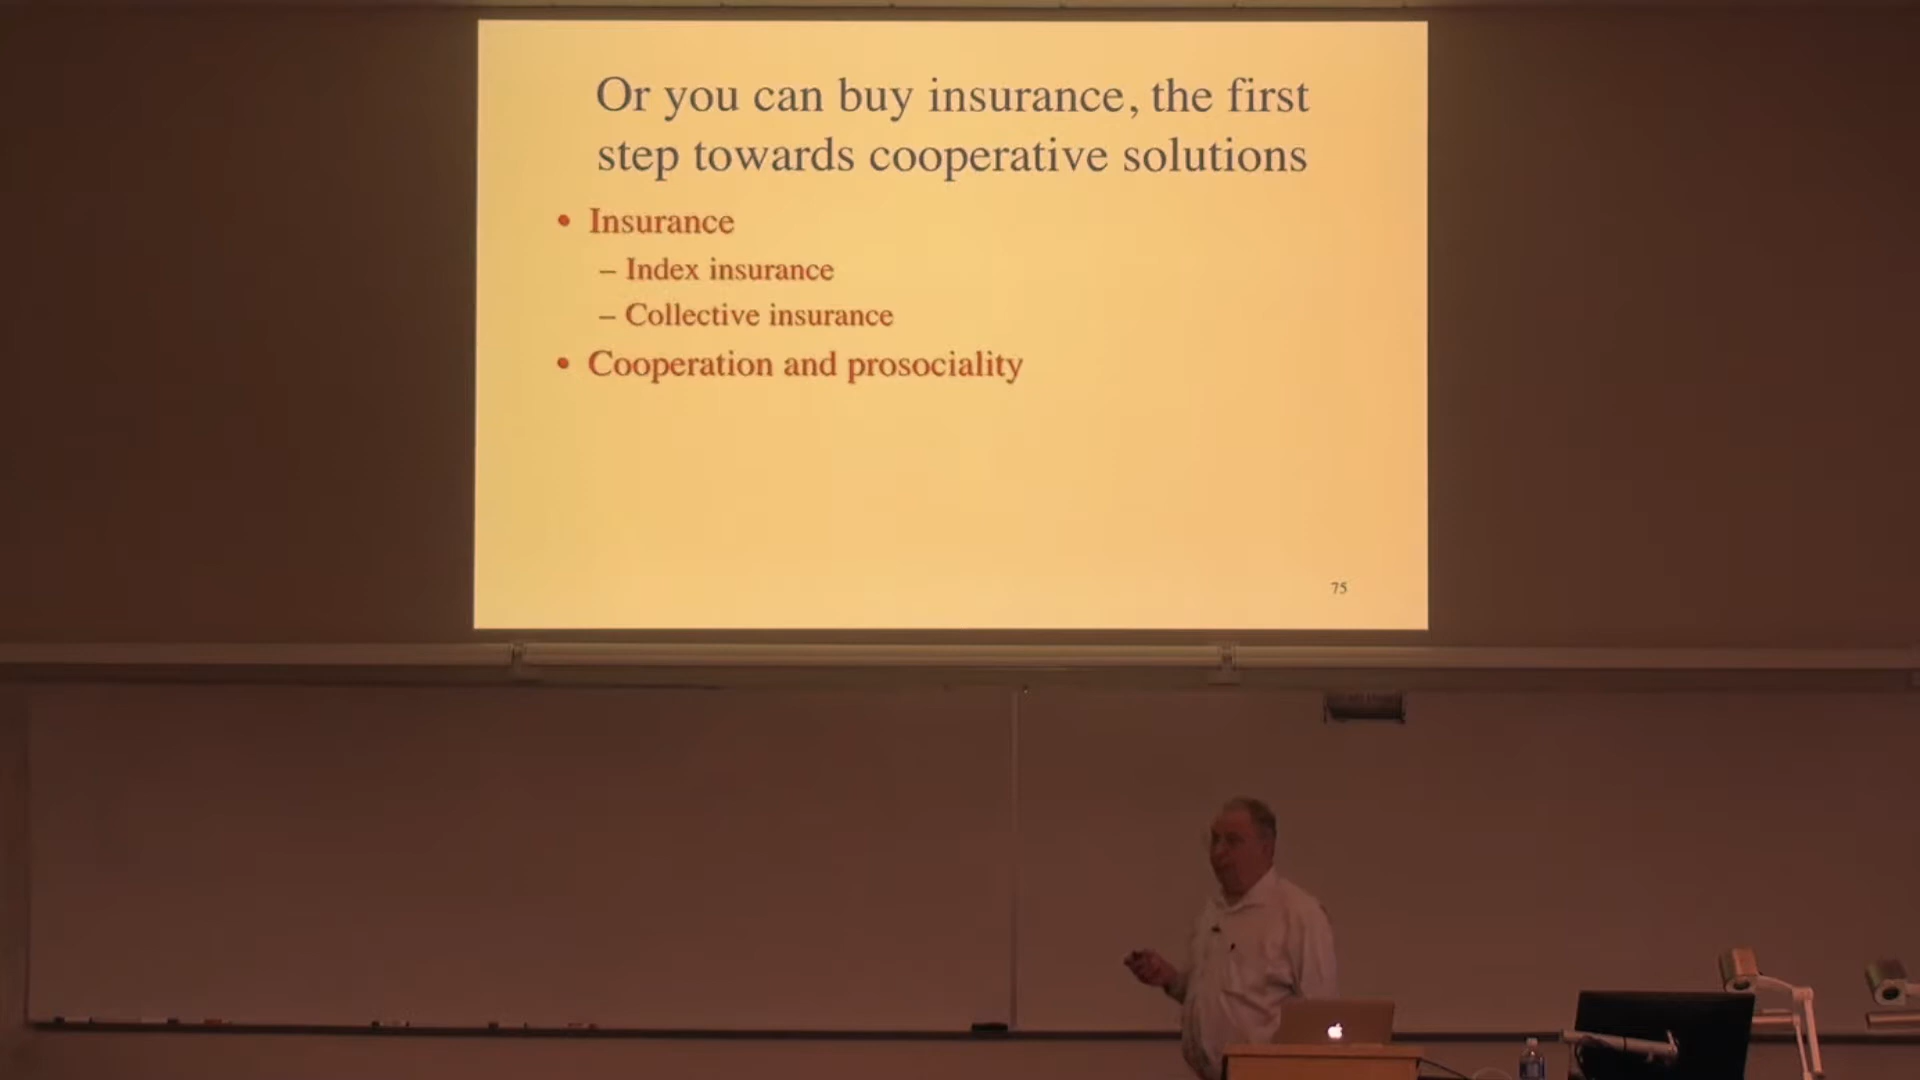 Or you can buy insurance, the first
step towards cooperative solutions
• Insurance
– Index insurance
– Collective insurance
• Cooperation and prosociality
75